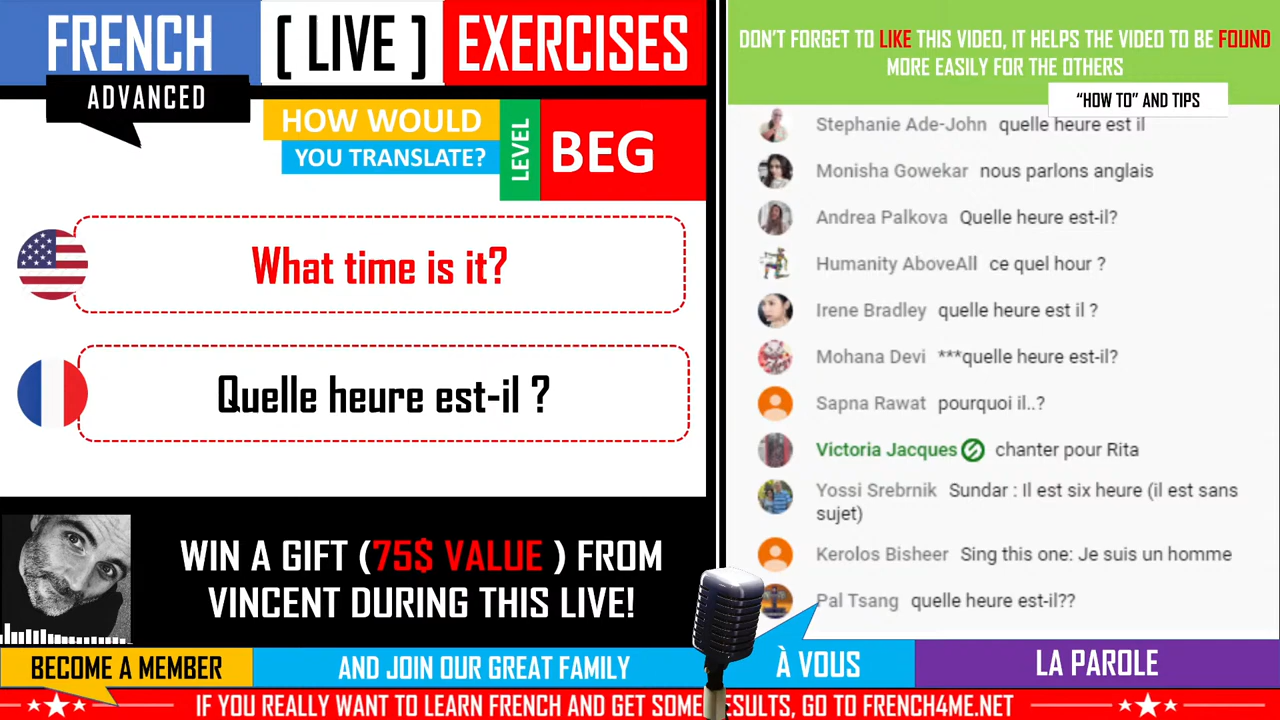 FRENCH [ LIVE ] EXERCISES
ADVANCED
HOW WOULD
YOU TRANSLATE?
LEVEL
BEG
What time is it?
Quelle heure est-il ?
WIN A GIFT (75$ VALUE ) FROM
VINCENT DURING THIS LIVE!
DON'T FORGET TO LIKE THIS VIDEO, IT HELPS THE VIDEO TO BE FOUND
MORE EASILY FOR THE OTHERS
“HOW TO” AND TIPS
Stephanie Ade-John quelle heure est il
Monisha Gowekar nous parlons anglais
Andrea Palkova Quelle heure est-il?
Humanity AboveAll ce quel hour ?
Irene Bradley quelle heure est il ?
Mohana Devi ***quelle heure est-il?
Sapna Rawat pourquoi il..?
Victoria Jacques chanter pour Rita
Yossi Srebrnik Sundar : Il est six heure (il est sans
sujet)
Kerolos Bisheer Sing this one: Je suis un homme
Pal Tsang quelle heure est-il??
BECOME A MEMBER AND JOIN OUR GREAT FAMILY À VOUS LA PAROLE
IF YOU REALLY WANT TO LEARN FRENCH AND GET SOME RESULTS, GO TO FRENCH4ME.NET